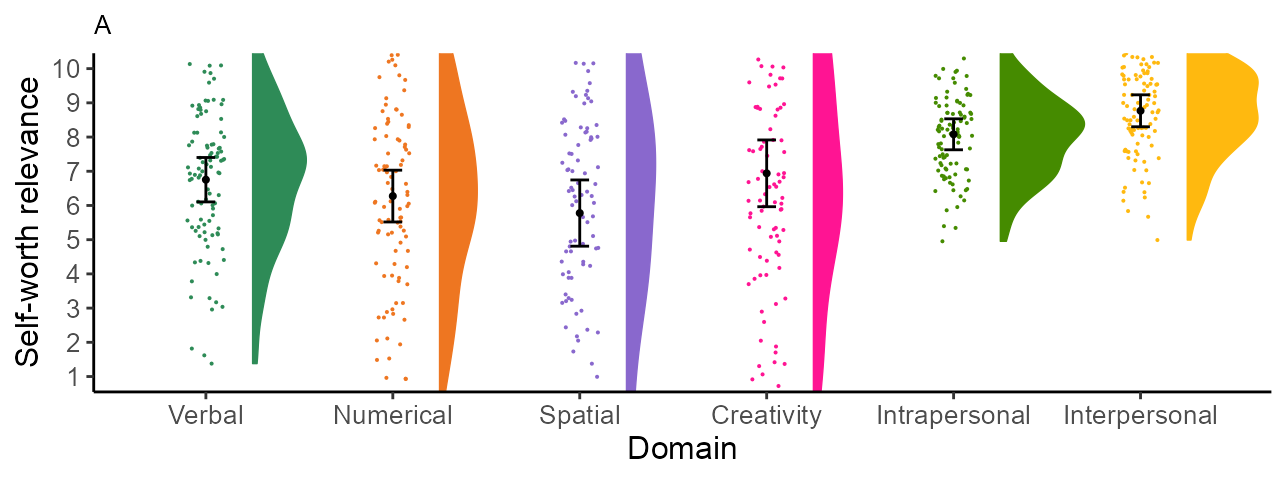 A
Self-worth relevance
10
9
8
7
6
5
4
3
2
1
Verbal Numerical Spatial Creativity Intrapersonal Interpersonal
Domain